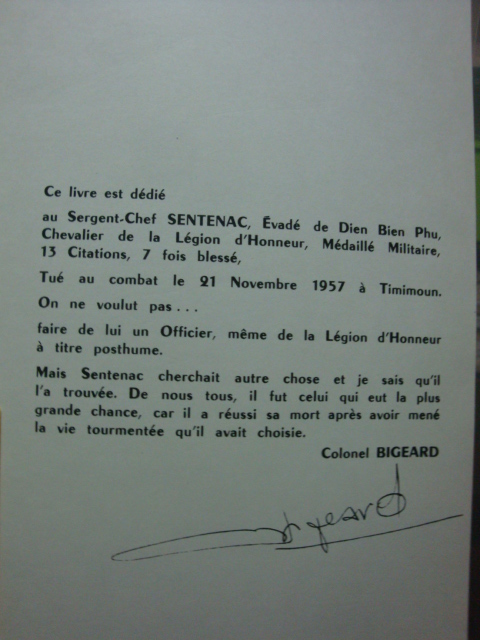 Ce livre est dédié
au Sergent-Chef SENTENAC, Évadé de Dien Bien Phu,
Chevalier de la Légion d'Honneur, Médaillé Militaire,
13 Citations, 7 fois blessé,
Tué au combat le 21 Novembre 1957 à Timimoun.
On ne voulut pas...
faire de lui un Officier, même de la Légion d'Honneur
à titre posthume.
Mais Sentenac cherchait autre chose et je sais qu'il
l'a trouvée. De nous tous, il fut celui qui eut la plus
grande chance, car il a réussi sa mort après avoir mené
la vie tourmentée qu'il avait choisie.
Colonel BIGEARD
Bigeard